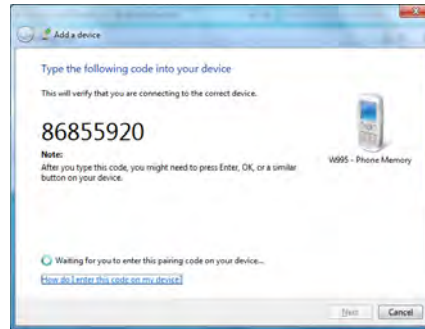 Add a device
Type the following code into your device
This will verify that you are connecting to the correct device.
86855920
Note:
After you type this code, you might need to press Enter, OK, or a similar
button on your device.
W995 - Phone Memory
Waiting for you to enter this pairing code on your device...
How do I enter this code on my device?
Next
Cancel